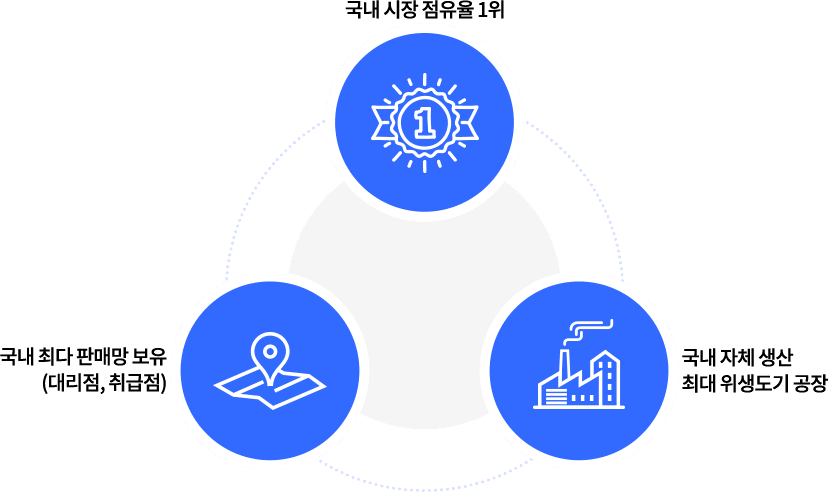 국내 시장 점유율 1위
1
국내 최다 판매망 보유
(대리점, 취급점)
국내 자체 생산
최대 위생도기 공장